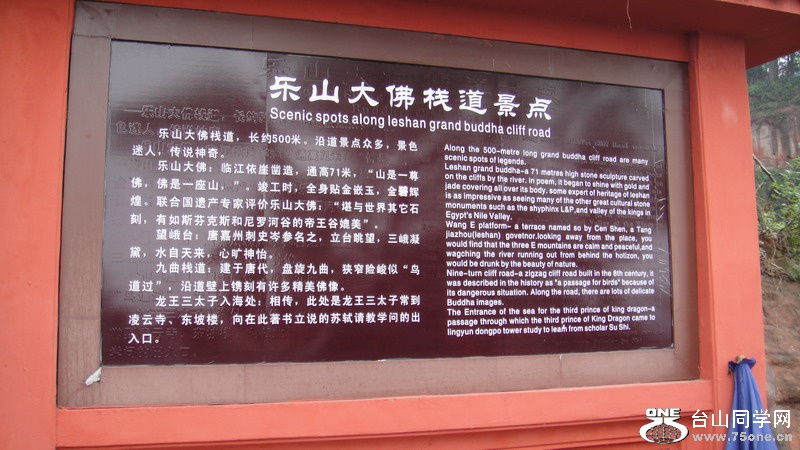 乐山大佛栈道景点
Scenic spots along leshan grand buddha cliff road
乐山大佛栈道，长约500米。沿道景点众多，景色
迷人、传说神奇。
乐山大佛：临江依崖凿造，通高71米，“山是一尊
佛，佛是一座山，”。竣工时，全身贴金嵌玉，金碧辉
煌。联合国遗产专家评价乐山大佛：“堪与世界其它石
刻，有如斯芬克斯和尼罗河谷的帝王谷媲美”。
望峨台：唐嘉州刺史岑参名之，立台眺望，三峨凝
黛，水自天来，心旷神怡。
九曲栈道：建于唐代，盘旋九曲，狭窄险峻似“鸟
道过”，沿道壁上镌刻有许多精美佛像。
龙王三太子入海处：相传，此处是龙王三太子常到
凌云寺、东坡楼，向在此著书立说的苏轼请教学问的出
入口。
Along the 500-metre long grand buddha cliff road are many
scenic spots of legends.
Leshan grand buddha-a 71 metres high stone sculpture carved
on the cliffs by the river. In poem, it began to shine with gold and
jade covering all over its body. some expert of heritage of leshan
is as impressive as seeing many of the other great cultural stone
monuments such as the shyphinx L&P,and valley of the kings in
Egypt's Nile Valley.
Wang E platform- a terrace named so by Cen Shen, a Tang
jiazhou(leshan) govetnor.looking away from the place, you
would find that the three E mountains are calm and peaceful,and
wagching the river running out from behind the hotizon, you
would be drunk by the beauty of nature.
Nine-turn cliff road-a zigzag cliff road built in the 8th century, it
was described in the history as "a passage for birds" because of
its dangerous situation. Along the road, there are lots of delicate
Buddha images.
The Entrance of the sea for the third prince of king dragon-a
passage through which the third prince of King Dragon came to
lingyun dongpo tower study to learn from scholar Su Shi.
ONE
台山同学网
www.75one.cn